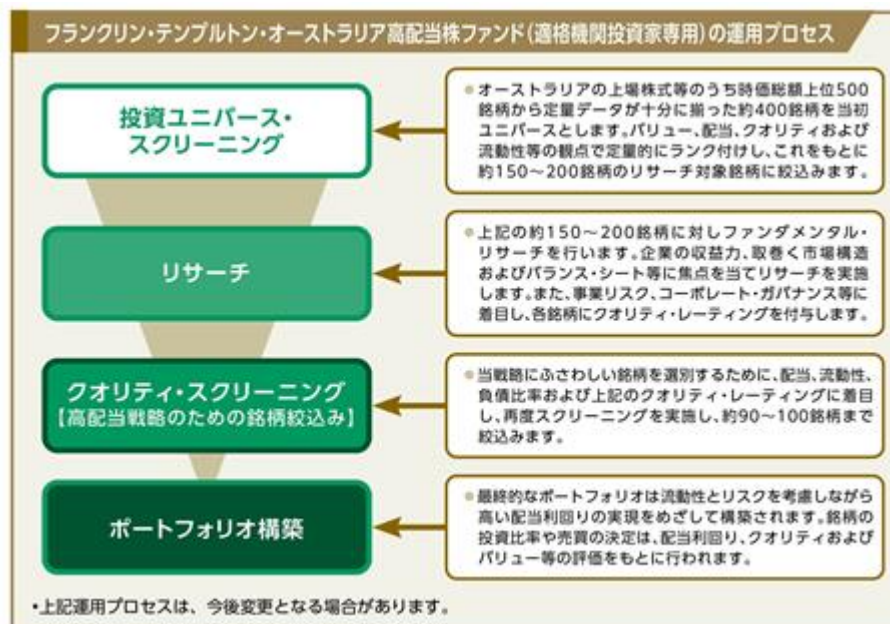 フランクリン・テンプルトン・オーストラリア高配当株ファンド(適格機関投資家専用)の運用プロセス
投資ユニバース・
スクリーニング
●オーストラリアの上場株式等のうち時価総額上位500
銘柄から定量データが十分に揃った約400銘柄を当初
ユニバースとします。バリュー、配当、クオリティおよび
流動性等の観点で定量的にランク付けし、これをもとに
約150～200銘柄のリサーチ対象銘柄に絞込みます。
リサーチ
●上記の約150～200銘柄に対しファンダメンタル・
リサーチを行います。企業の収益力、取巻く市場構造
およびバランス・シート等に焦点を当てリサーチを実施
します。また、事業リスク、コーポレート・ガバナンス等に
着目し、各銘柄にクオリティ・レーティングを付与します。
クオリティ・スクリーニング
【高配当戦略のための銘柄絞込み】
●当戦略にふさわしい銘柄を選別するために、配当、流動性、
負債比率および上記のクオリティ・レーティングに着目
し、再度スクリーニングを実施し、約90～100銘柄まで
絞込みます。
ポートフォリオ構築
●最終的なポートフォリオは流動性とリスクを考慮しながら
高い配当利回りの実現をめざして構築されます。銘柄の
投資比率や売買の決定は、配当利回り、クオリティおよび
バリュー等の評価をもとに行われます。
・上記運用プロセスは、今後変更となる場合があります。